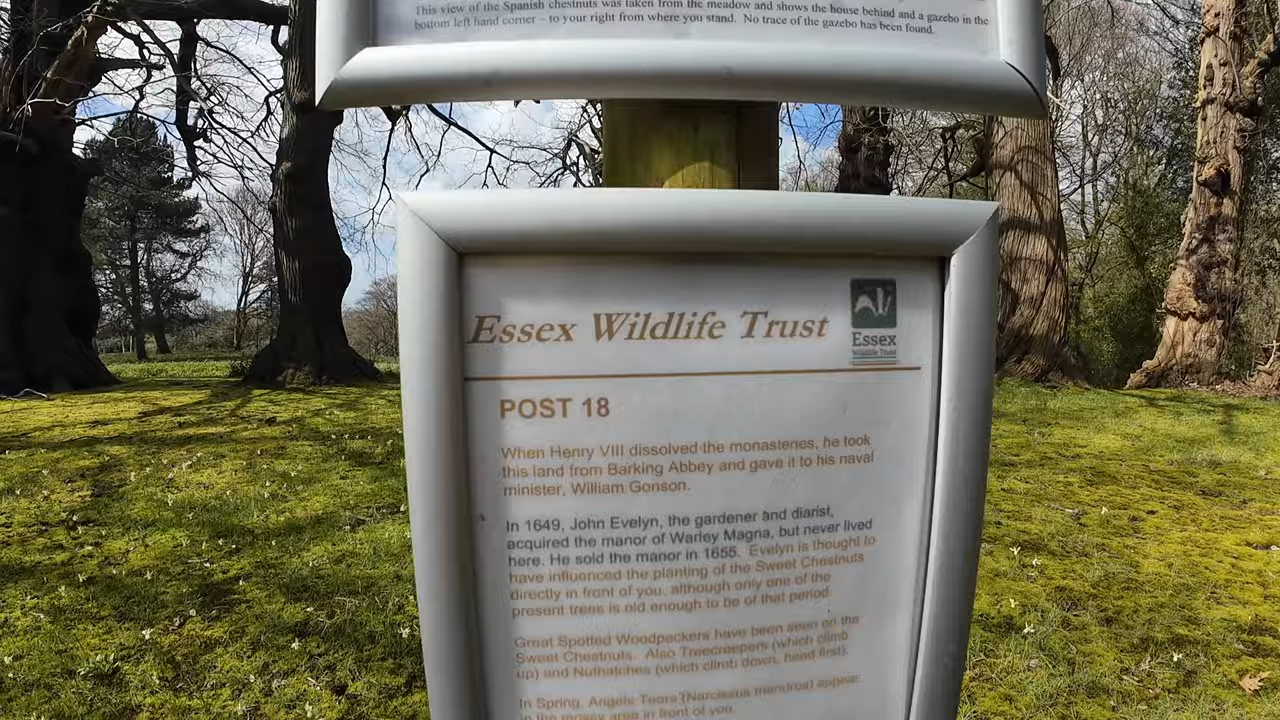 This view of the Spanish chestnuts was taken from the meadow and shows the house behind and a gazebo in the
bottom left hand corner – to your right from where you stand. No trace of the gazebo has been found.
Essex Wildlife Trust
Essex
Wildlife Trust
POST 18
When Henry VIII dissolved the monasteries, he took
this land from Barking Abbey and gave it to his naval
minister, William Gonson.
In 1649, John Evelyn, the gardener and diarist,
acquired the manor of Warley Magna, but never lived
here. He sold the manor in 1655. Evelyn is thought to
have influenced the planting of the Sweet Chestnuts
directly in front of you, although only one of the
present trees is old enough to be of that period.
Great Spotted Woodpeckers have been seen on the
Sweet Chestnuts. Also Treecreepers (which climb
up) and Nuthatches (which climb down, head first).
In Spring, Angels Tears (Narcissus triandrus) appear
in the mossy area in front of you.